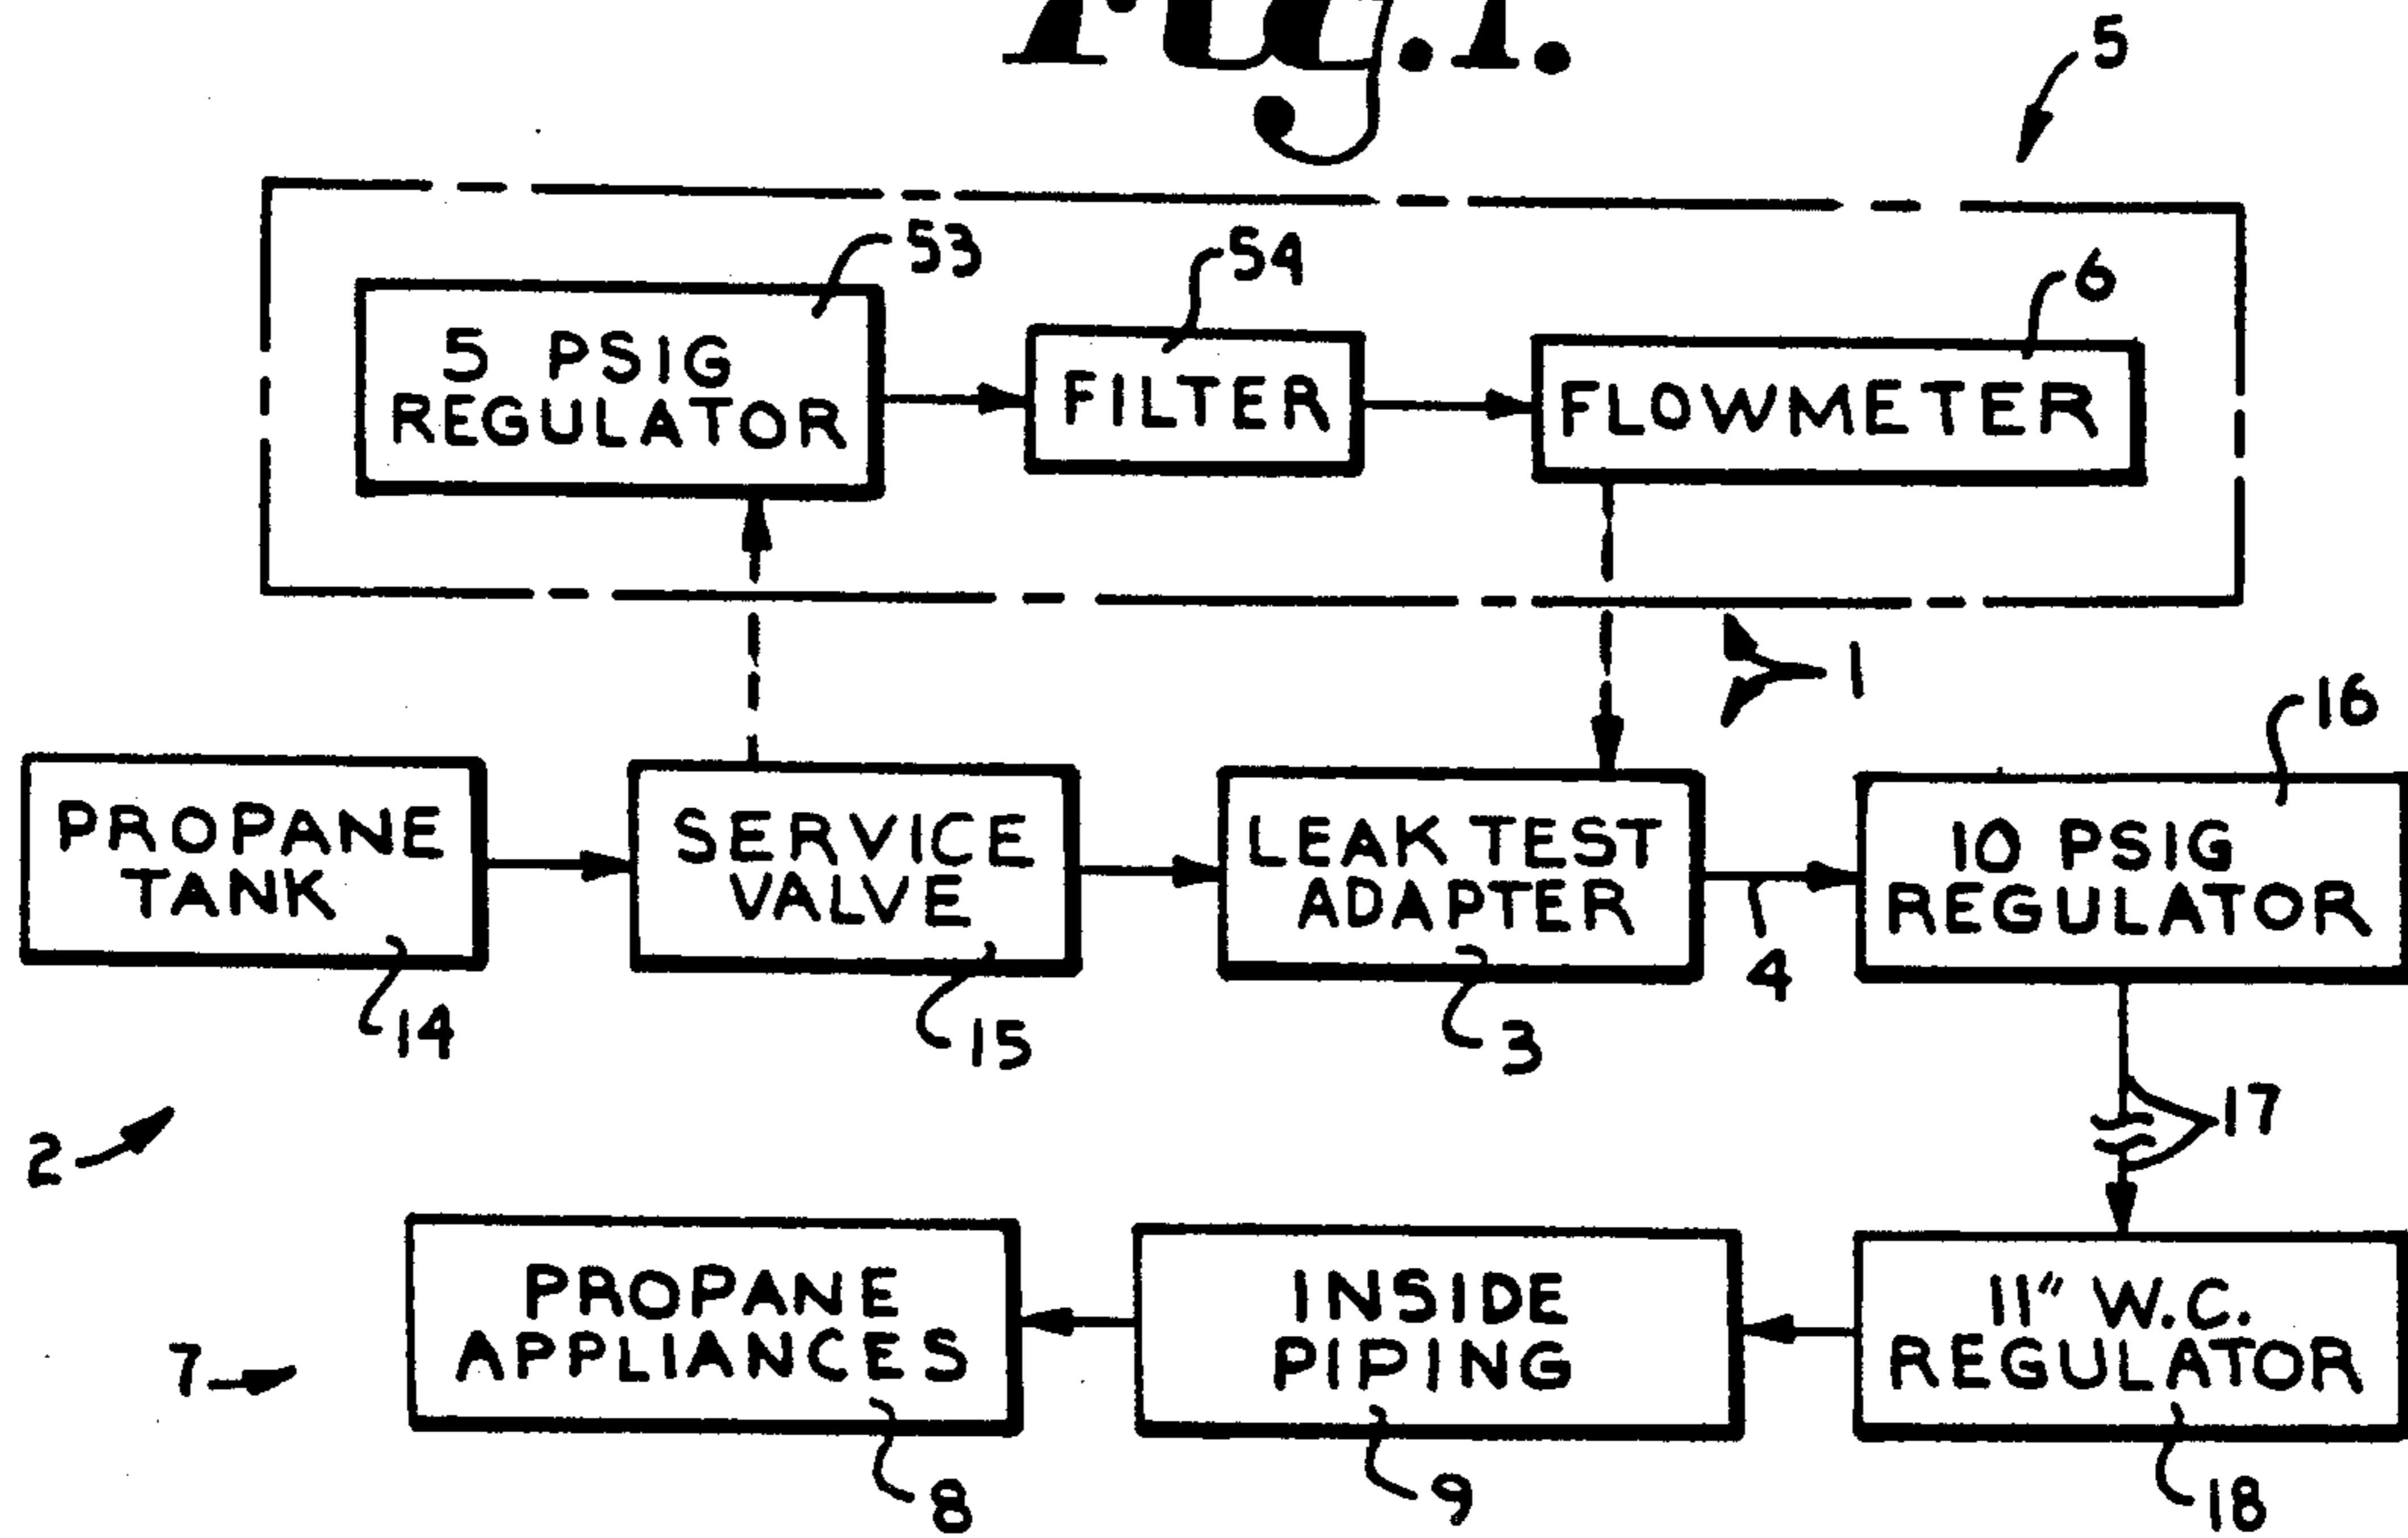 Fig. 1.
5
53
54
6
5 PSIG
REGULATOR
FILTER
FLOWMETER
1
16
PROPANE
TANK
SERVICE
VALVE
LEAK TEST
ADAPTER
10 PSIG
REGULATOR
4
14
15
3
17
2
PROPANE
APPLIANCES
INSIDE
PIPING
11" W.C.
REGULATOR
7
8
9
18